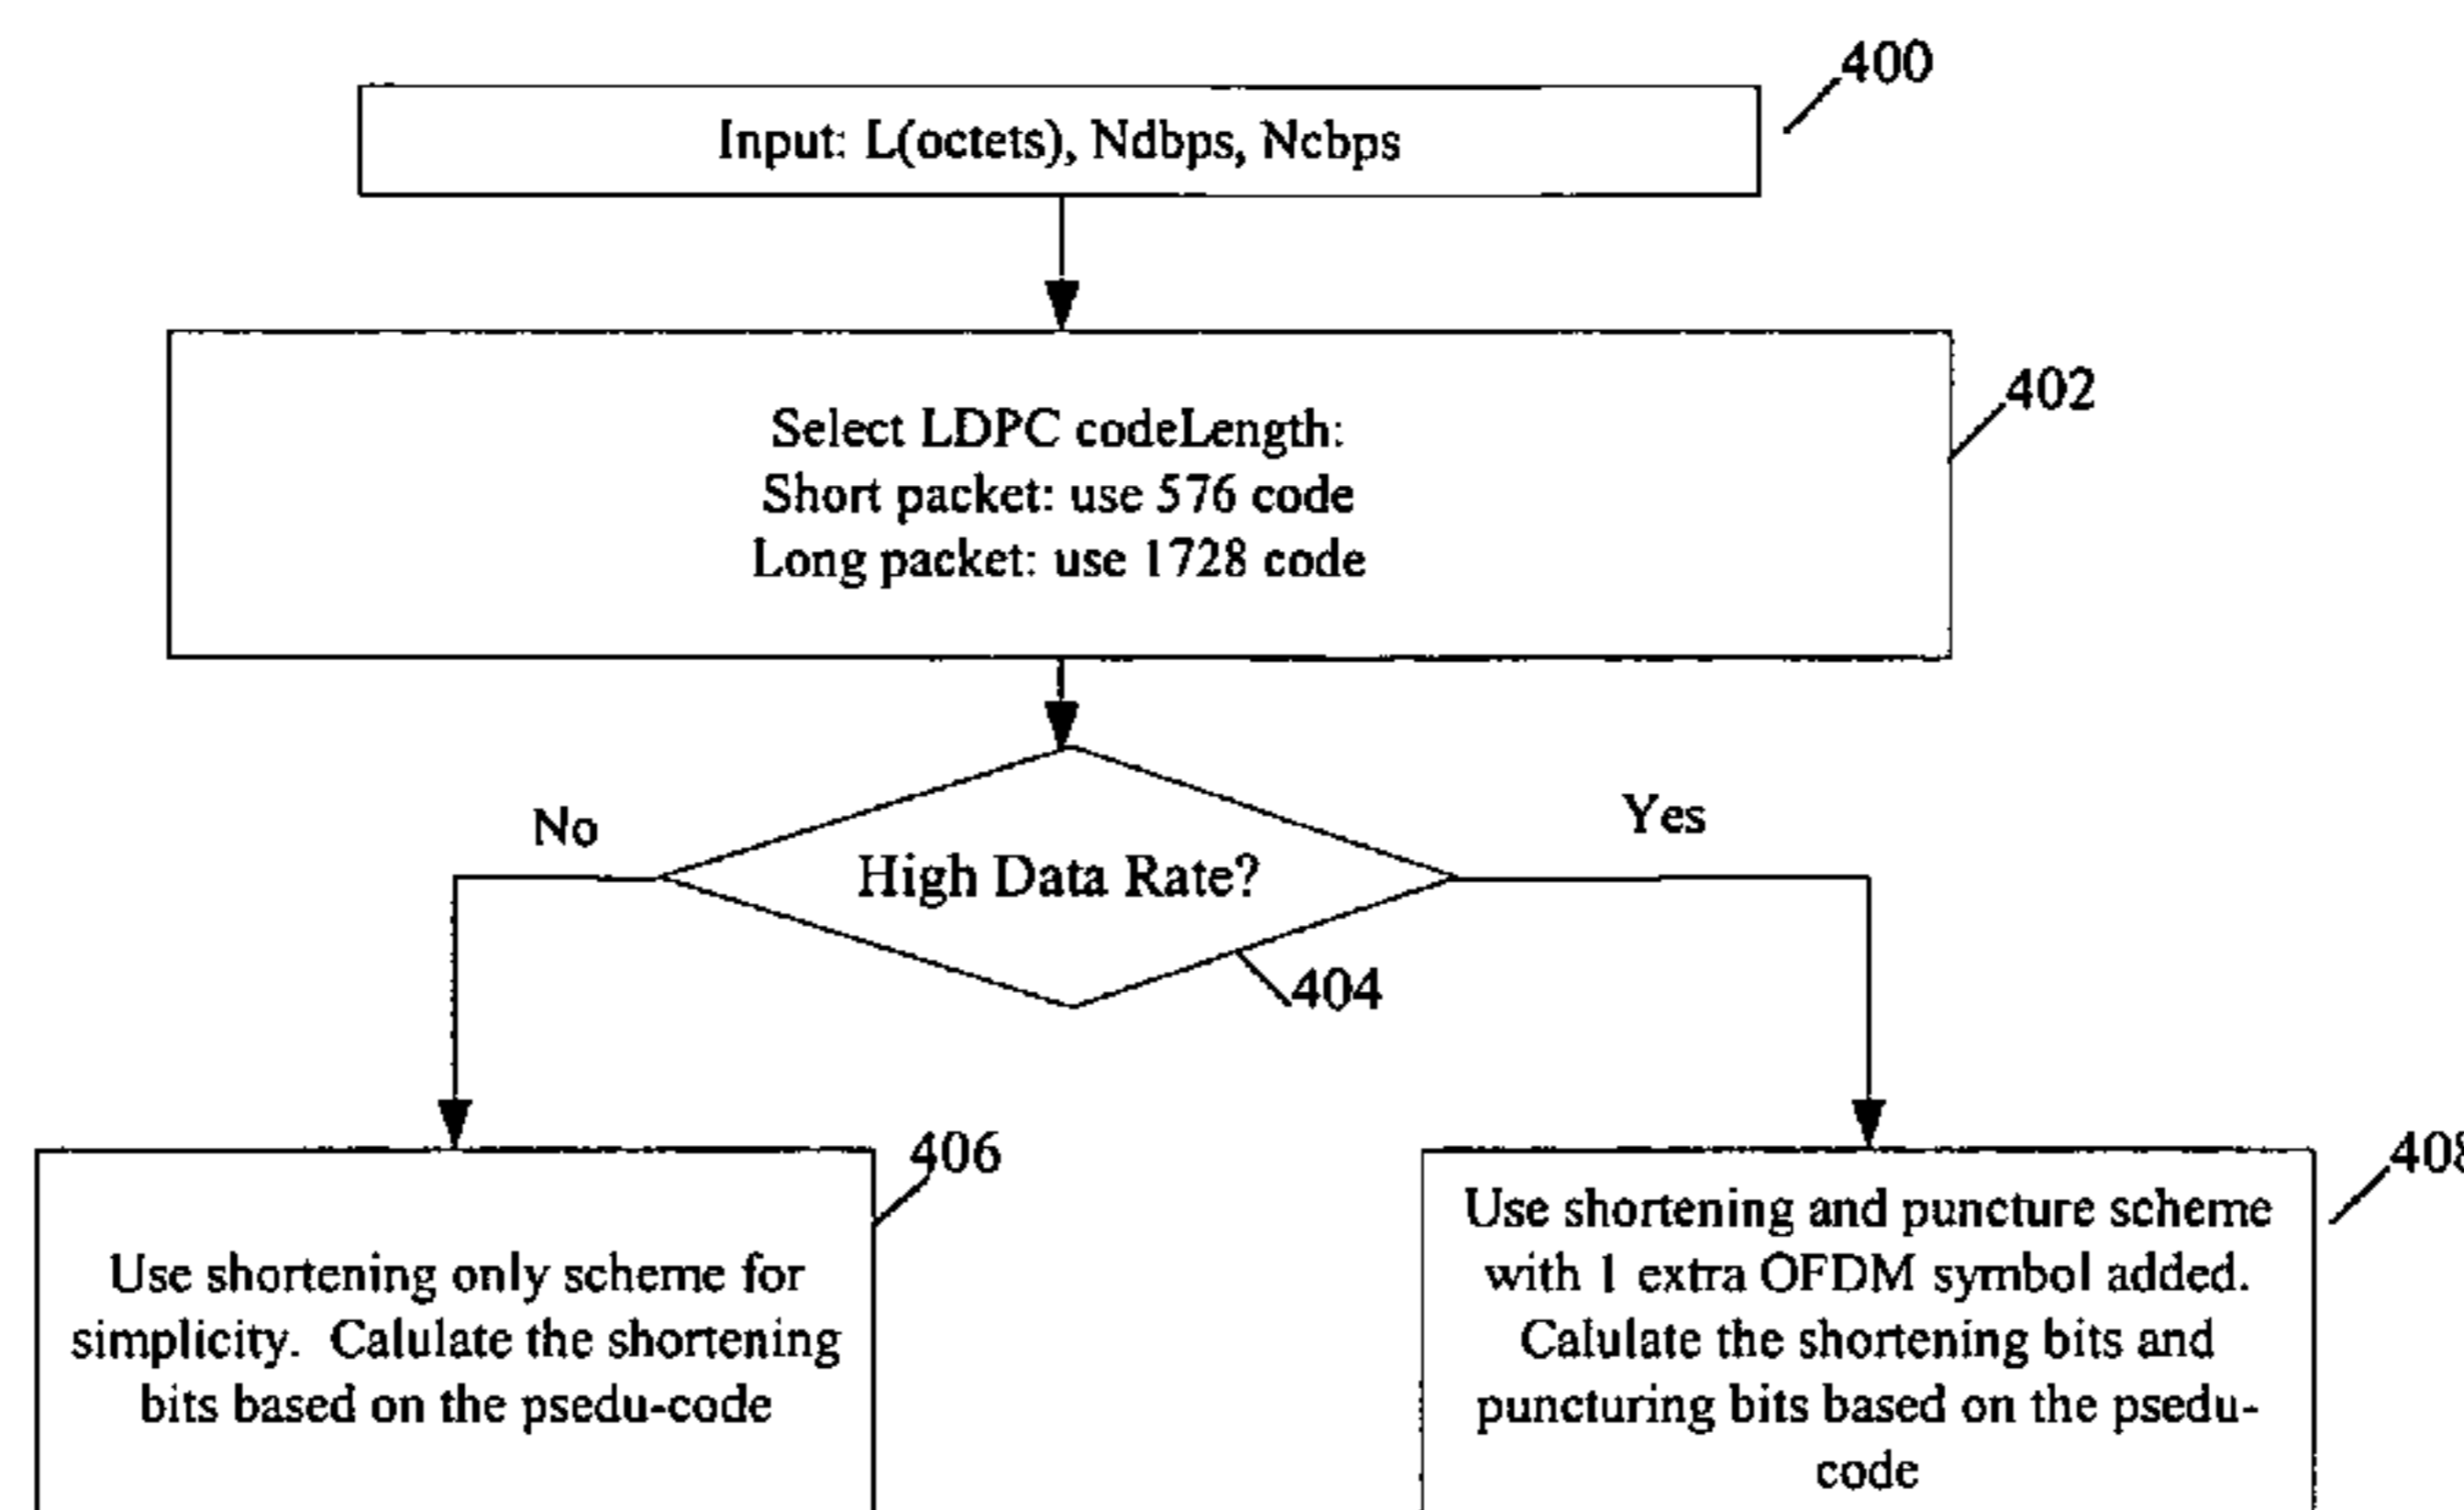 400
Input: L(octets), Ndbps, Ncbps
402
Select LDPC codeLength:
Short packet: use 576 code
Long packet: use 1728 code
No
Yes
High Data Rate?
404
406
408
Use shortening only scheme for
simplicity. Calulate the shortening
bits based on the psedu-code
Use shortening and puncture scheme
with 1 extra OFDM symbol added.
Calulate the shortening bits and
puncturing bits based on the psedu-
code